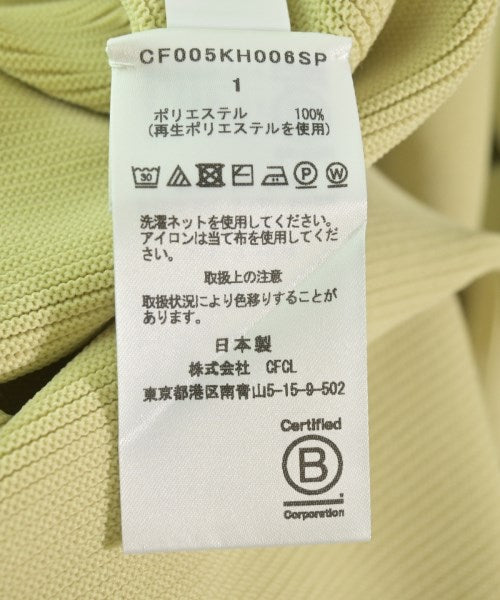 CF005KH006SP
1
ポリエステル 100%
(再生ポリエステルを使用)
30 P W
洗濯ネットを使用してください。
アイロンは当て布を使用してくだ
さい。
取扱上の注意
取扱状況により色移りすることが
あります。
日本製
株式会社 CFCL
東京都港区南青山5-15-9-502
Certified
B
Corporation